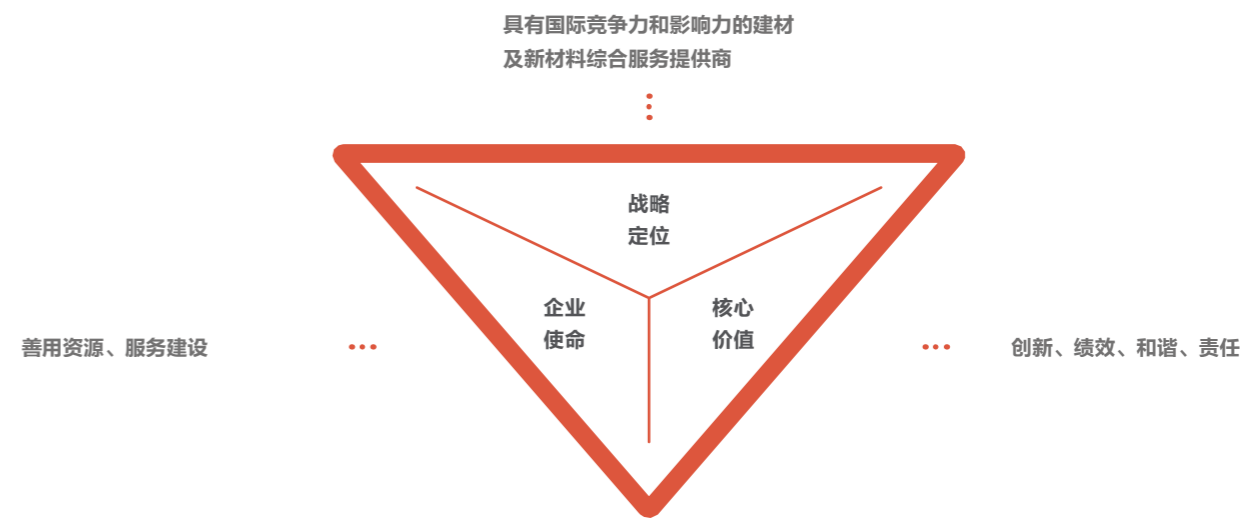 具有国际竞争力和影响力的建材
及新材料综合服务提供商
战略
定位
企业
使命
核心
价值
善用资源、服务建设
创新、绩效、和谐、责任